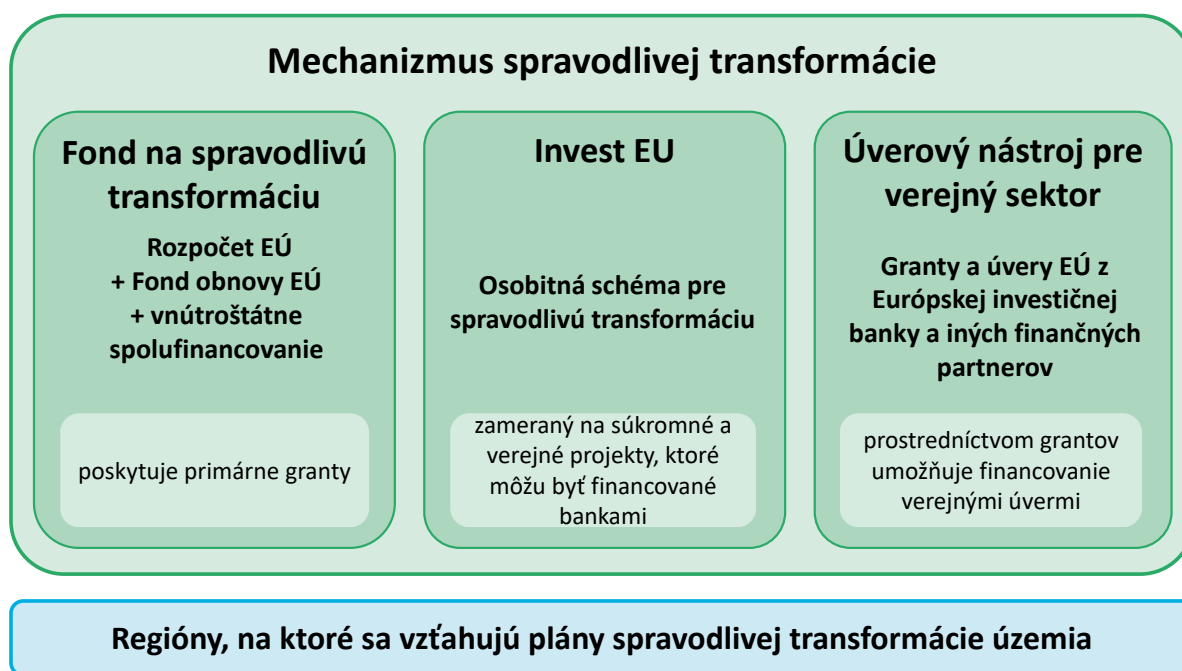 Mechanizmus spravodlivej transformácie
Fond na spravodlivú
transformáciu
Rozpočet EÚ
+ Fond obnovy EÚ
+ vnútroštátne
spolufinancovanie
poskytuje primárne granty
Invest EU
Osobitná schéma pre
spravodlivú transformáciu
zameraný na súkromné a
verejné projekty, ktoré
môžu byť financované
bankami
Úverový nástroj pre
verejný sektor
Granty a úvery EÚ z
Európskej investičnej
banky a iných finančných
partnerov
prostredníctvom grantov
umožňuje financovanie
verejnými úvermi
Regióny, na ktoré sa vzťahujú plány spravodlivej transformácie územia